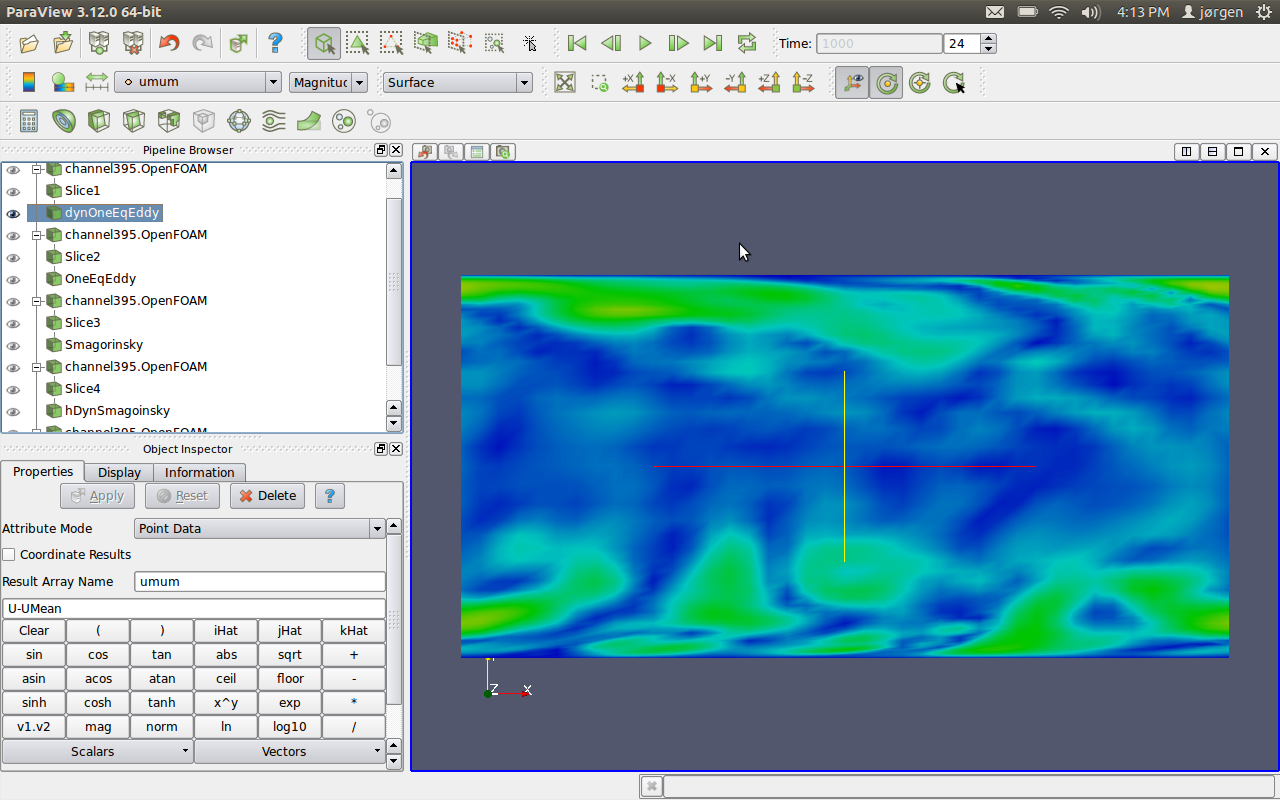 ParaView 3.12.0 64-bit
4:13 PM jørgen
Time: 1000 24
umum Magnituc Surface
+X -X +Y -Y +Z -Z
Pipeline Browser
channel395.OpenFOAM
Slice1
dynOneEqEddy
channel395.OpenFOAM
Slice2
OneEqEddy
channel395.OpenFOAM
Slice3
Smagorinsky
channel395.OpenFOAM
Slice4
hDynSmagoinsky
channel395.OpenFOAM
Object Inspector
Properties Display Information
Apply Reset Delete ?
Attribute Mode Point Data
Coordinate Results
Result Array Name umum
U-UMean
Clear ( ) iHat jHat kHat
sin cos tan abs sqrt +
asin acos atan ceil floor -
sinh cosh tanh x^y exp *
v1.v2 mag norm ln log10 /
Scalars Vectors
Z X